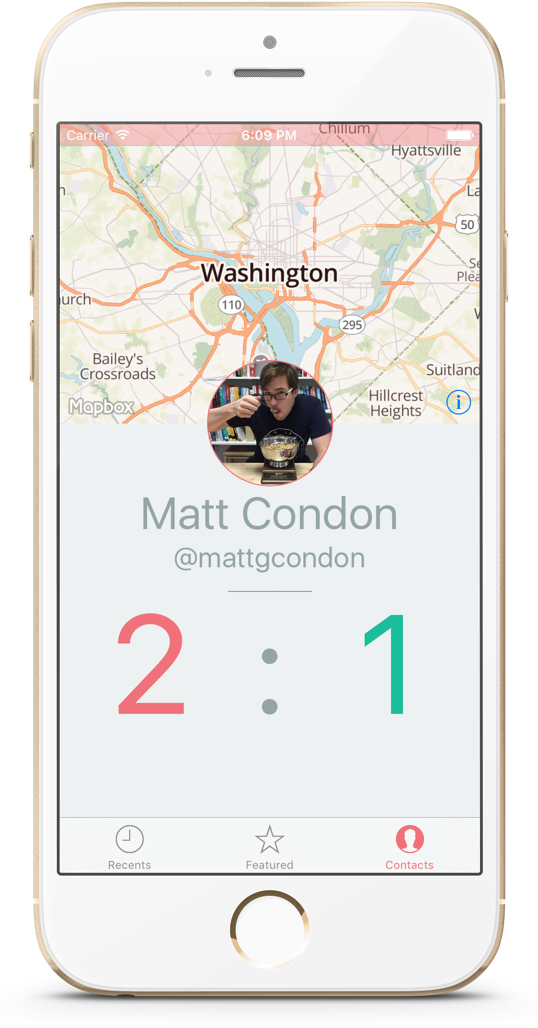 Carrier 6:09 PM
Chillum
Hyattsville
50
Washington
110
295
Bailey's
Crossroads
Suitland
Hillcrest
Heights
Mapbox
i
Matt Condon
@mattgcondon
2 : 1
Recents Featured Contacts